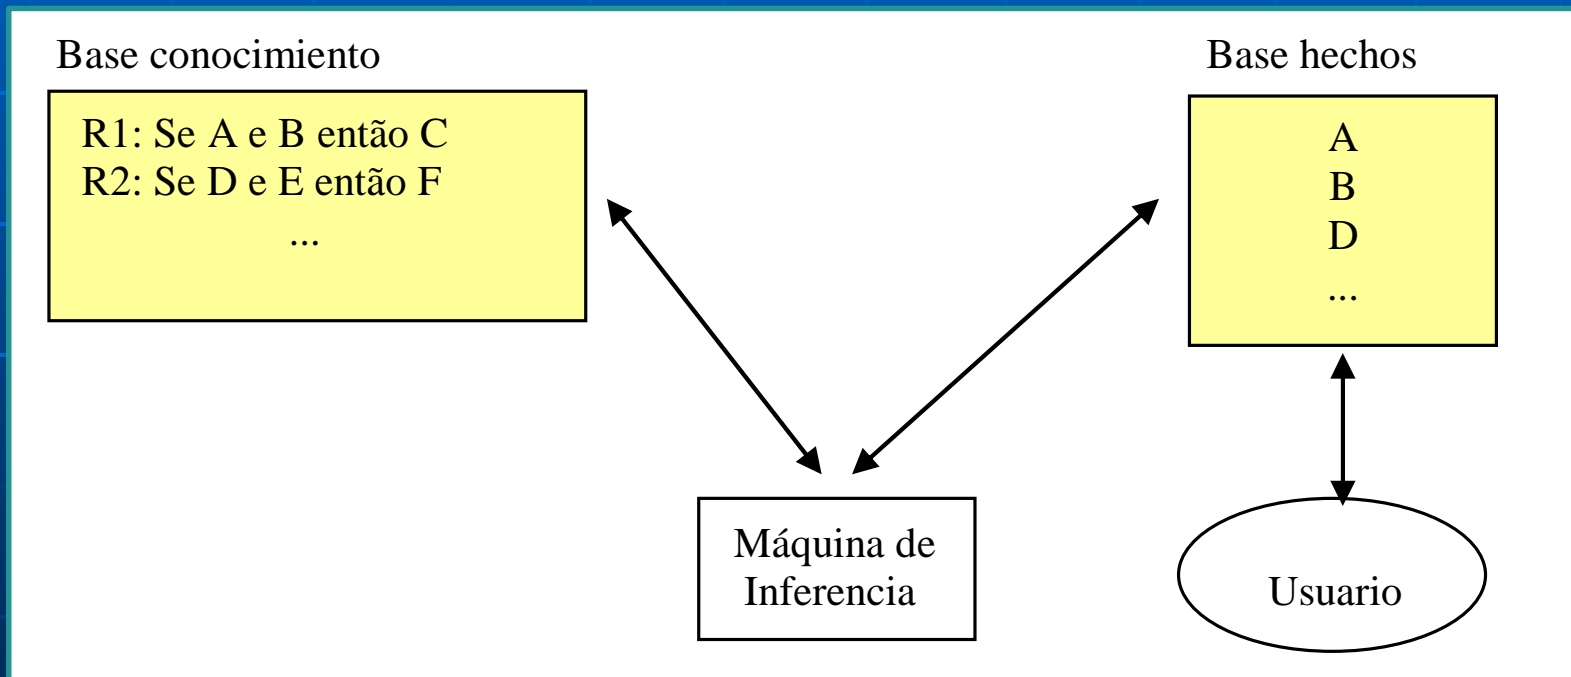 Base conocimiento
R1: Se A e B então C
R2: Se D e E então F
...
Base hechos
A
B
D
...
Máquina de
Inferencia
Usuario